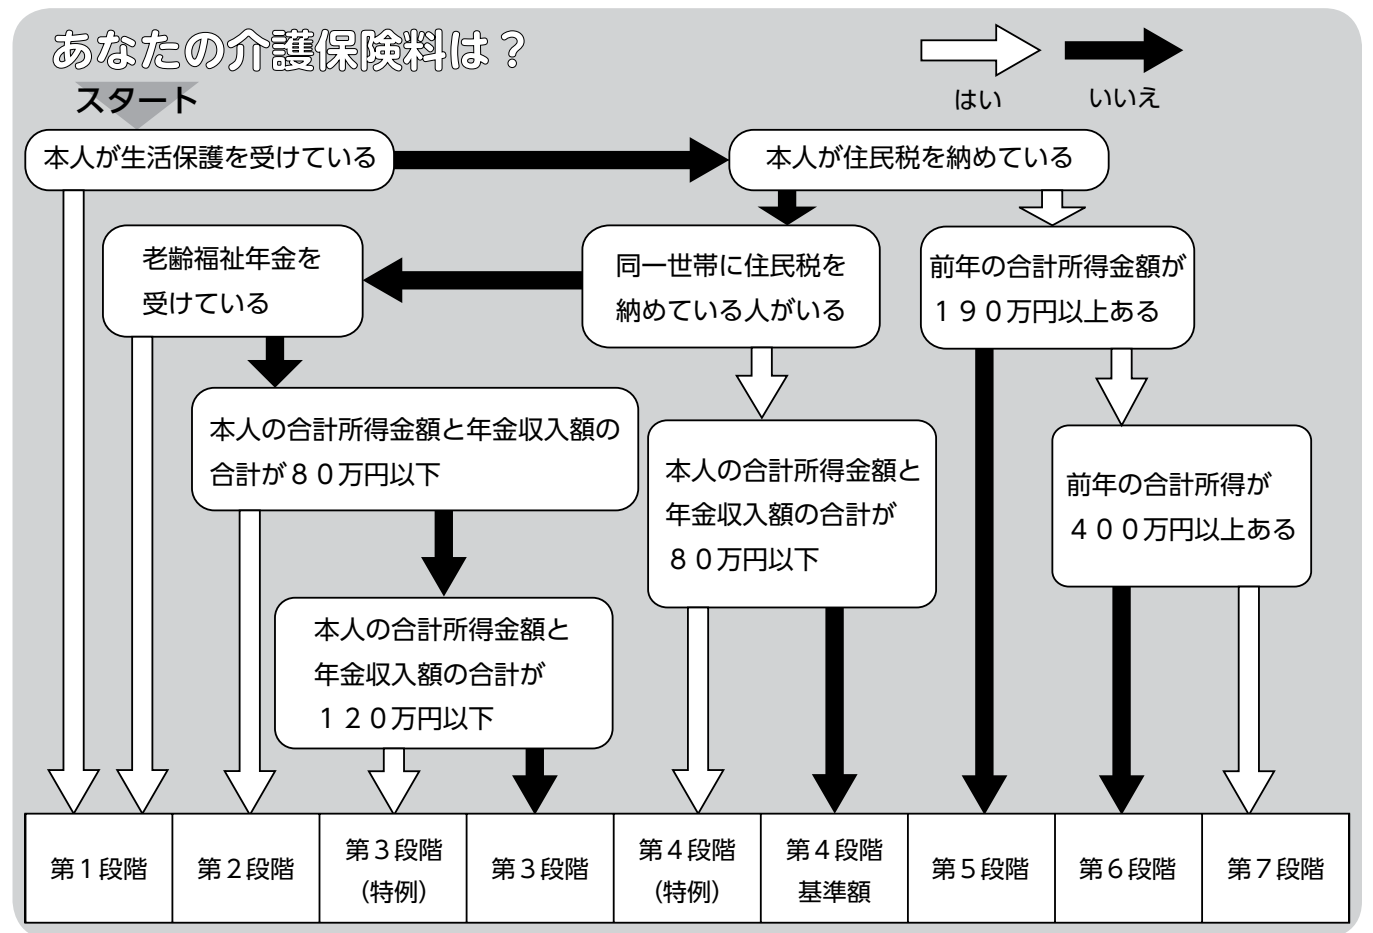 あなたの介護保険料は？
はい
いいえ
スタート
本人が生活保護を受けている
本人が住民税を納めている
老齢福祉年金を
受けている
同一世帯に住民税を
納めている人がいる
前年の合計所得金額が
１９０万円以上ある
本人の合計所得金額と年金収入額の
合計が８０万円以下
本人の合計所得金額と
年金収入額の合計が
８０万円以下
前年の合計所得が
４００万円以上ある
本人の合計所得金額と
年金収入額の合計が
１２０万円以下
第１段階
第２段階
第３段階
（特例）
第３段階
第４段階
（特例）
第４段階
基準額
第５段階
第６段階
第７段階